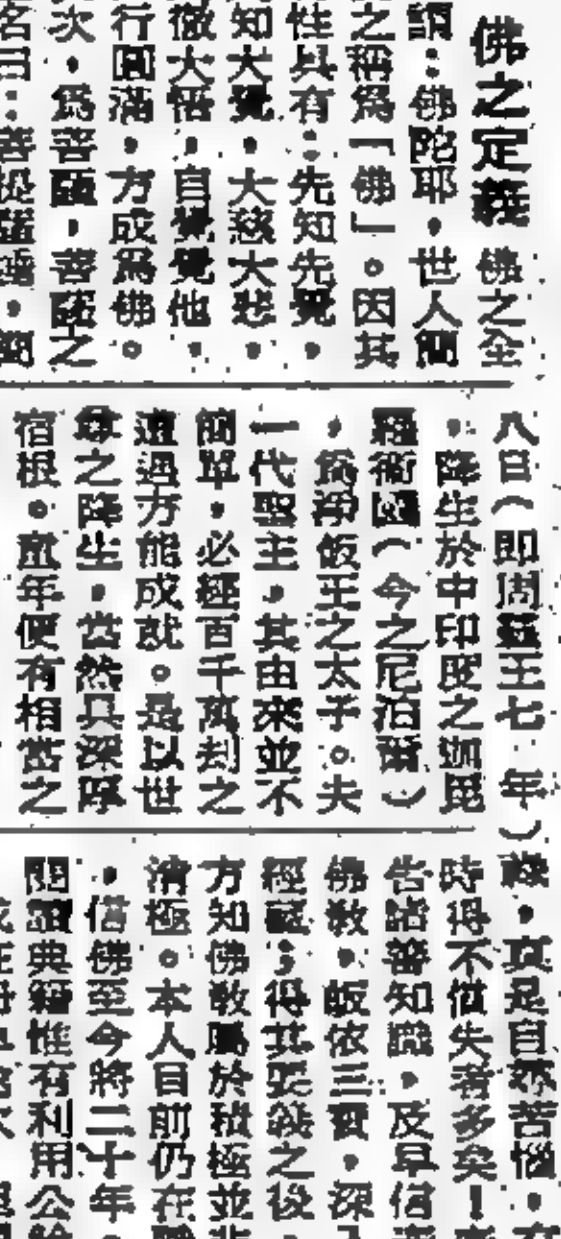 佛之定義 佛之全
謂:佛陀耶,世人簡
之稱爲「佛」。因其
性具有:先知先覺,
知大覺,大慈大悲,
徹大悟,自覺覺他,
行圓滿,方成爲佛。
次,爲菩薩,菩薩之
名曰:菩提薩埵,簡
八日(即周 王七 年)
,降生於中印度之迦毘
羅衛國(今之尼泊爾)
,爲淨飯王之太子。夫
一代聖主,其由來並不
簡單,必經百千萬刦之
遭遇方能成就。是以世
尊之降生,當然具深厚
宿根。童年便有相當之
,真是自尋苦惱,
時得不償失者多矣!
告諸善知識,及早信
佛教,皈依三寶,深
經藏;得其要義之後
方知佛教屬於積極並非
消極。本人目前仍在
,信佛至今將二十年
閱讀典籍惟有利用公餘